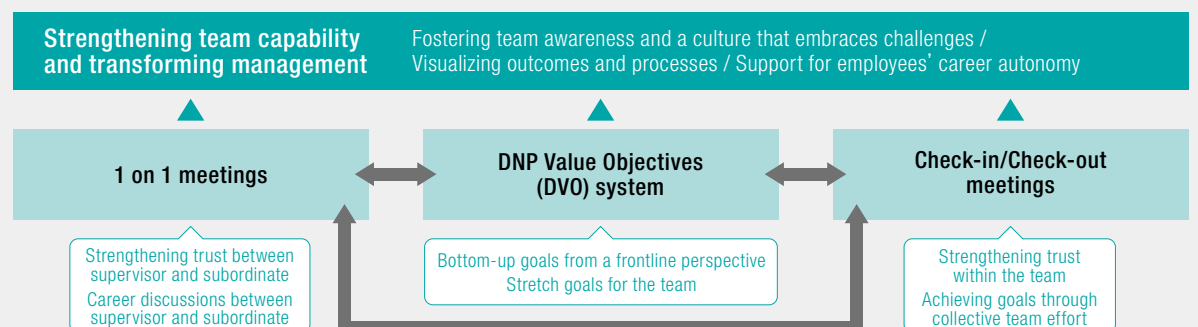 Strengthening team capability
and transforming management
Fostering team awareness and a culture that embraces challenges /
Visualizing outcomes and processes / Support for employees’ career autonomy
1 on 1 meetings
DNP Value Objectives
(DVO) system
Check-in/Check-out
meetings
Strengthening trust between
supervisor and subordinate
Career discussions between
supervisor and subordinate
Bottom-up goals from a frontline perspective
Stretch goals for the team
Strengthening trust
within the team
Achieving goals through
collective team effort